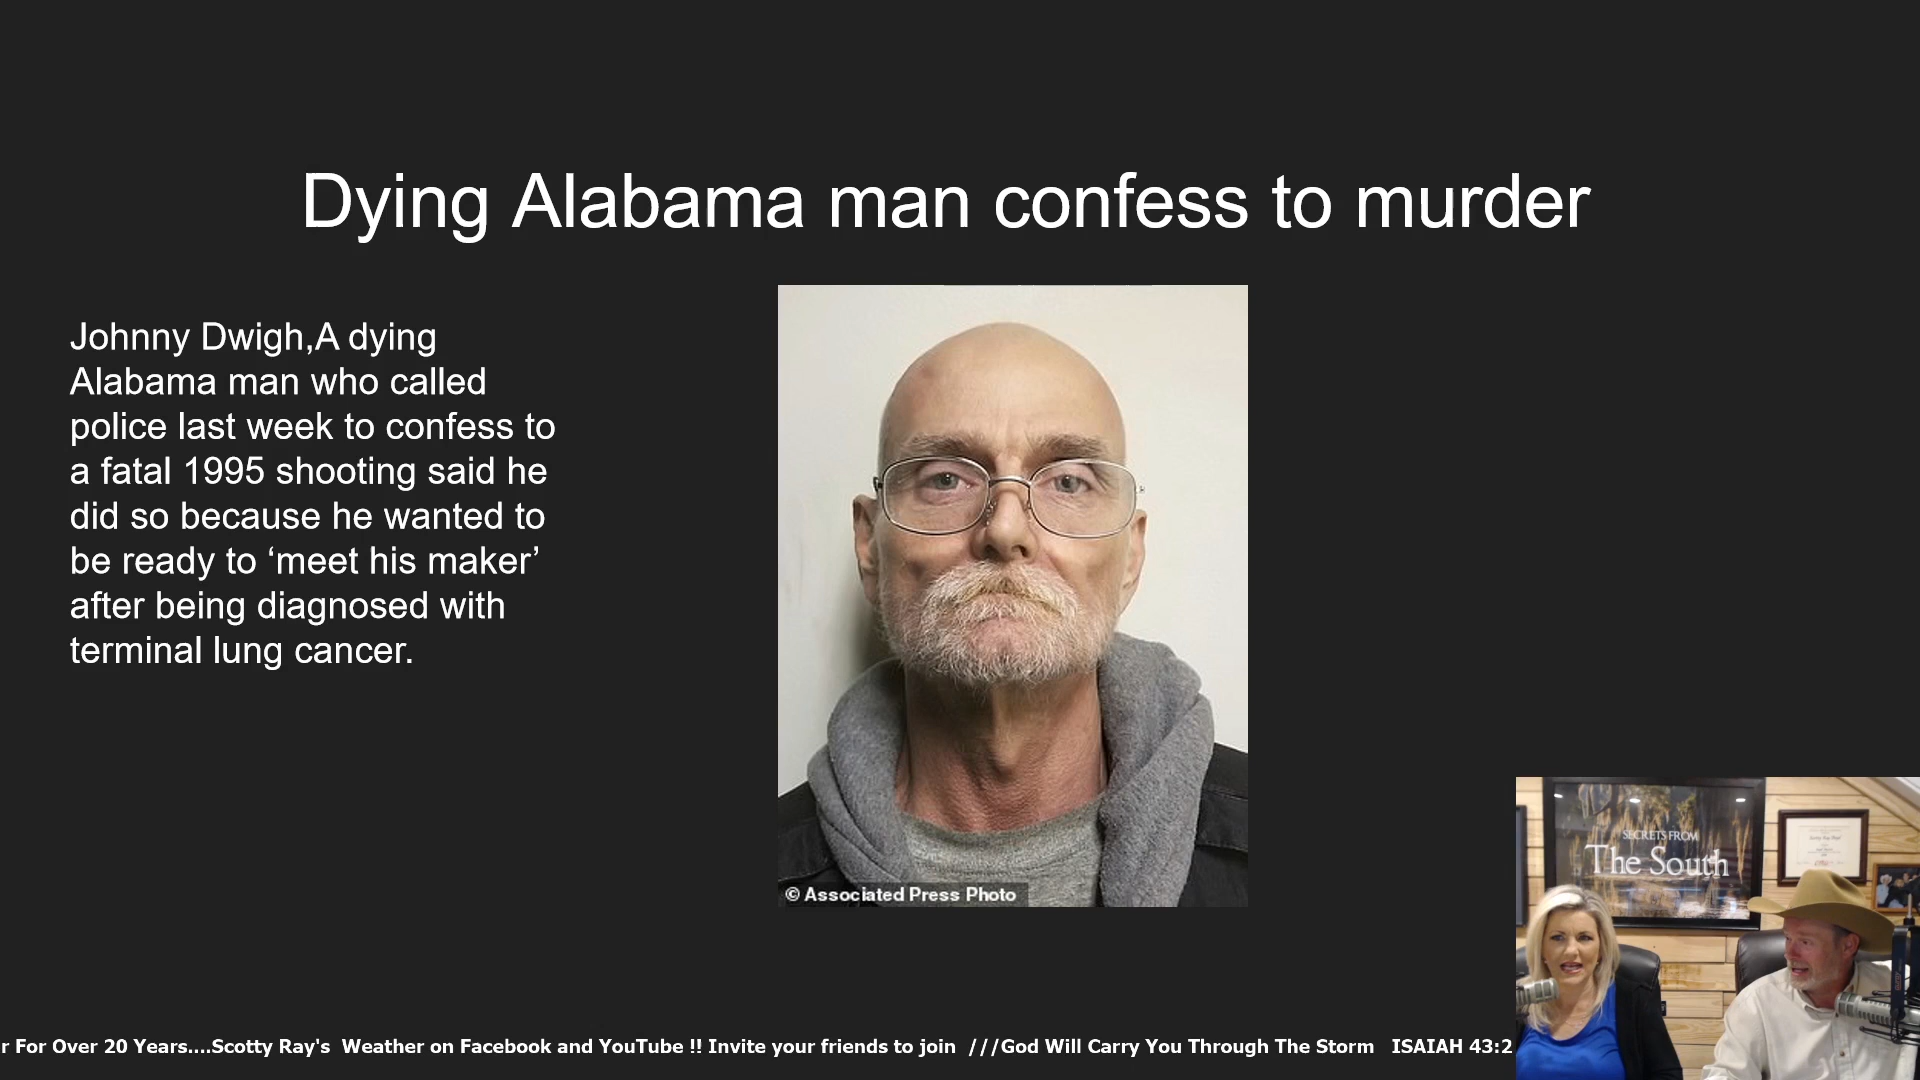 Dying Alabama man confess to murder
Johnny Dwigh,A dying
Alabama man who called
police last week to confess to
a fatal 1995 shooting said he
did so because he wanted to
be ready to ‘meet his maker’
after being diagnosed with
terminal lung cancer.
© Associated Press Photo
SECRETS FROM
The South
r For Over 20 Years....Scotty Ray's Weather on Facebook and YouTube !! Invite your friends to join ///God Will Carry You Through The Storm ISAIAH 43:2